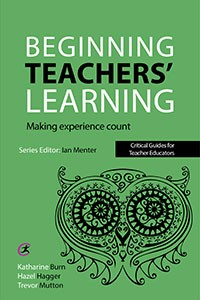 BEGINNING
TEACHERS’
LEARNING
Making experience count
Series Editor: Ian Menter
Critical Guides for
Teacher Educators
Katharine Burn
Hazel Hagger
Trevor Mutton